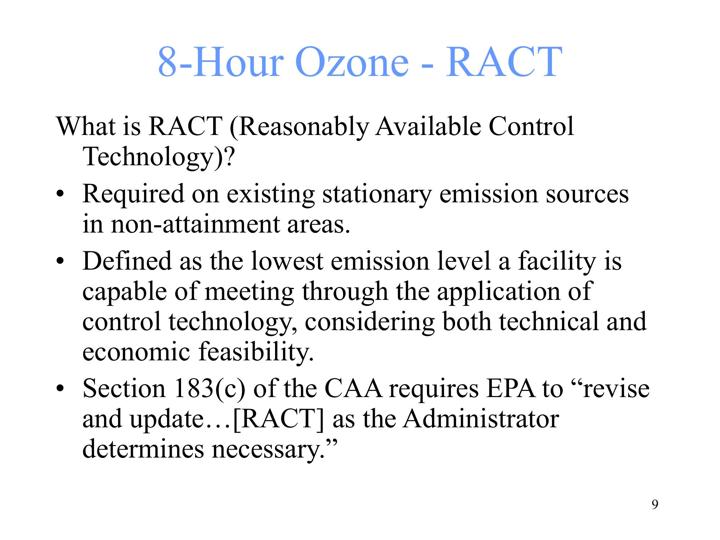 8-Hour Ozone - RACT
What is RACT (Reasonably Available Control
Technology)?
• Required on existing stationary emission sources
in non-attainment areas.
• Defined as the lowest emission level a facility is
capable of meeting through the application of
control technology, considering both technical and
economic feasibility.
• Section 183(c) of the CAA requires EPA to “revise
and update…[RACT] as the Administrator
determines necessary.”
9